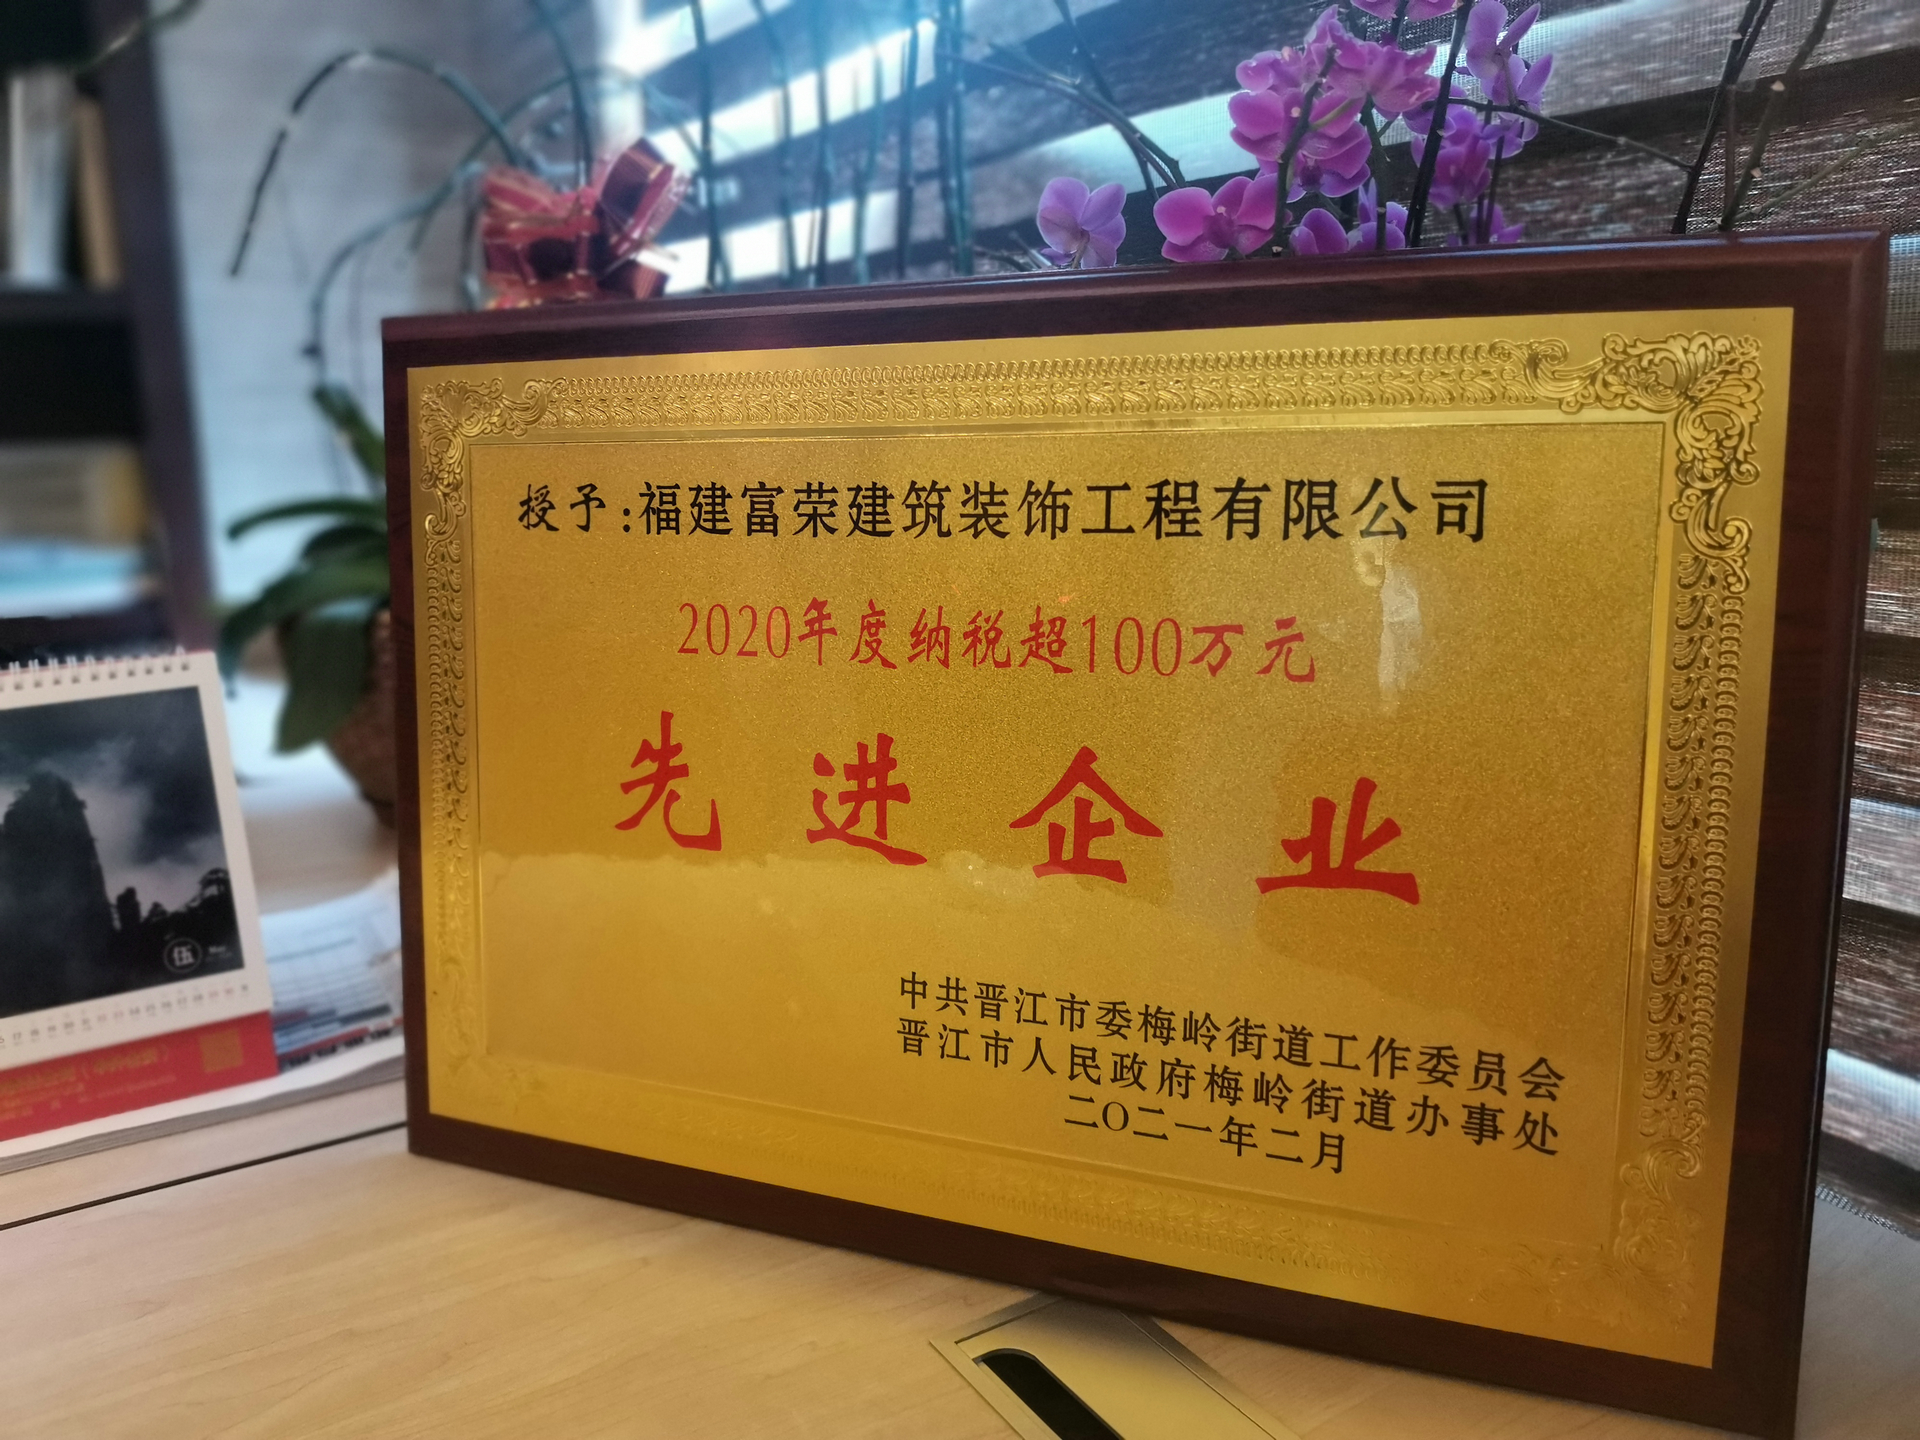 授予:福建富荣建筑装饰工程有限公司
2020年度纳税超100万元
先进企业
中共晋江市委梅岭街道工作委员会
晋江市人民政府梅岭街道办事处
二〇二一年二月
伍